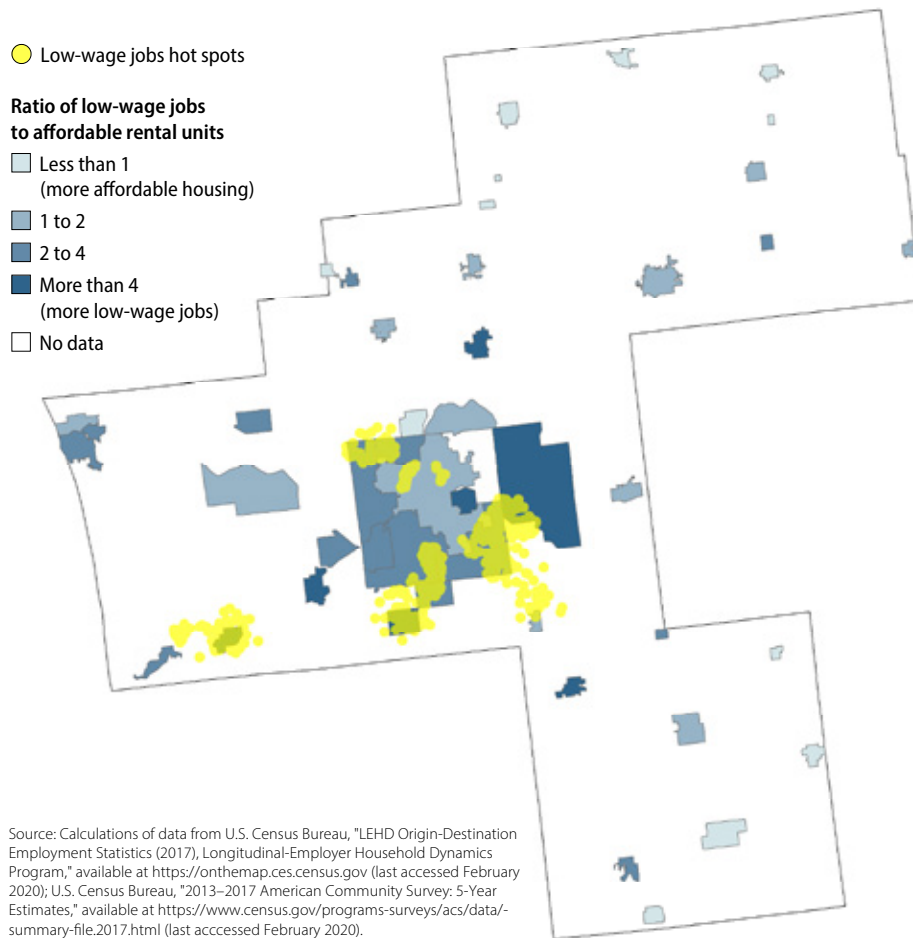 Low-wage jobs hot spots
Ratio of low-wage jobs
to affordable rental units
Less than 1
(more affordable housing)
1 to 2
2 to 4
More than 4
(more low-wage jobs)
No data
Source: Calculations of data from U.S. Census Bureau, "LEHD Origin-Destination
Employment Statistics (2017), Longitudinal-Employer Household Dynamics
Program," available at https://onthemap.ces.census.gov (last accessed February
2020); U.S. Census Bureau, "2013–2017 American Community Survey: 5-Year
Estimates," available at https://www.census.gov/programs-surveys/acs/data/-
summary-file.2017.html (last acccessed February 2020).